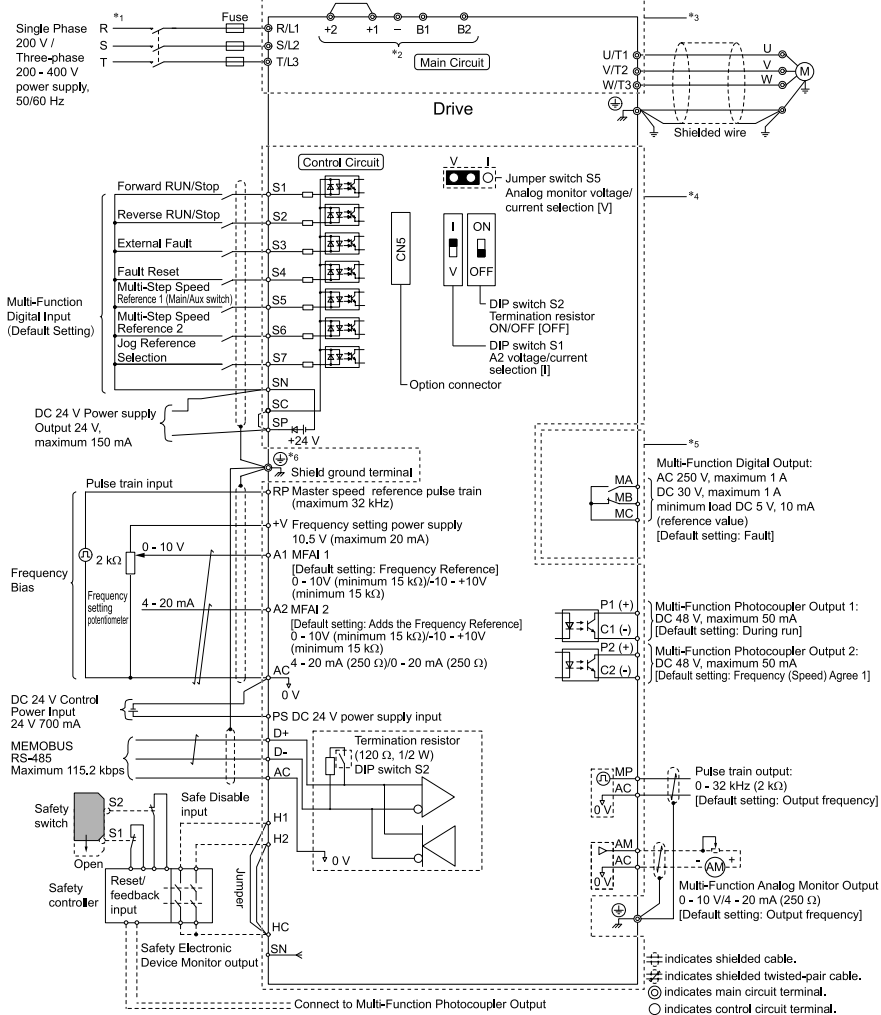 *1
Single Phase
200 V /
Three-phase
200 - 400 V
power supply,
50/60 Hz
R
S
T
Fuse
R/L1
S/L2
T/L3
+2
+1
−
B1
B2
*2
Main Circuit
*3
U/T1
V/T2
W/T3
U
V
W
M
Drive
Shielded wire
Control Circuit
V
I
Jumper switch S5
Analog monitor voltage/
current selection [V]
*4
Multi-Function
Digital Input
(Default Setting)
Forward RUN/Stop
S1
Reverse RUN/Stop
S2
External Fault
S3
Fault Reset
S4
Multi-Step Speed
Reference 1 (Main/Aux switch)
S5
Multi-Step Speed
Reference 2
S6
Jog Reference
Selection
S7
CN5
I
V
ON
OFF
DIP switch S2
Termination resistor
ON/OFF [OFF]
DIP switch S1
A2 voltage/current
selection [I]
Option connector
SN
SC
SP
+24 V
DC 24 V Power supply
Output 24 V,
maximum 150 mA
*6
Shield ground terminal
*5
MA
MB
MC
Multi-Function Digital Output:
AC 250 V, maximum 1 A
DC 30 V, maximum 1 A
minimum load DC 5 V, 10 mA
(reference value)
[Default setting: Fault]
Pulse train input
RP Master speed reference pulse train
(maximum 32 kHz)
+V Frequency setting power supply
10.5 V (maximum 20 mA)
Frequency
Bias
2 kΩ
0 - 10 V
Frequency
setting
potentiometer
A1 MFAI 1
[Default setting: Frequency Reference]
0 - 10V (minimum 15 kΩ)/-10 - +10V
(minimum 15 kΩ)
4 - 20 mA
A2 MFAI 2
[Default setting: Adds the Frequency Reference]
0 - 10V (minimum 15 kΩ)/-10 - +10V
(minimum 15 kΩ)
4 - 20 mA (250 Ω)/0 - 20 mA (250 Ω)
AC
0 V
P1 (+)
C1 (-)
Multi-Function Photocoupler Output 1:
DC 48 V, maximum 50 mA
[Default setting: During run]
P2 (+)
C2 (-)
Multi-Function Photocoupler Output 2:
DC 48 V, maximum 50 mA
[Default setting: Frequency (Speed) Agree 1]
DC 24 V Control
Power Input
24 V 700 mA
PS DC 24 V power supply input
MEMOBUS
RS-485
Maximum 115.2 kbps
D+
D-
AC
0 V
Termination resistor
(120 Ω, 1/2 W)
DIP switch S2
MP
AC
0 V
Pulse train output:
0 - 32 kHz (2 kΩ)
[Default setting: Output frequency]
Safety
switch
S2
S1
Open
Safe Disable
input
H1
H2
Jumper
HC
SN
Safety
controller
Reset/
feedback
input
Safety Electronic
Device Monitor output
AM
AC
0 V
- AM +
Multi-Function Analog Monitor Output
0 - 10 V/4 - 20 mA (250 Ω)
[Default setting: Output frequency]
Connect to Multi-Function Photocoupler Output
indicates shielded cable.
indicates shielded twisted-pair cable.
indicates main circuit terminal.
indicates control circuit terminal.